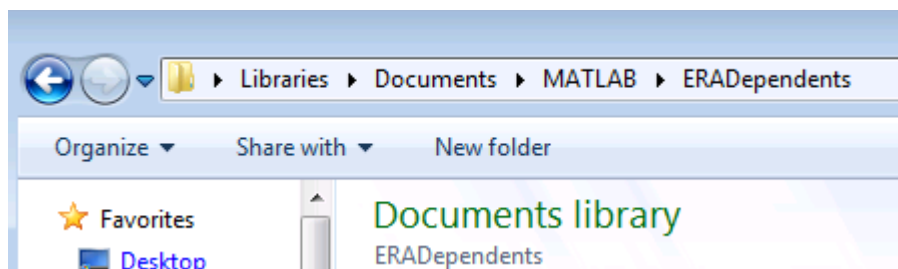 Libraries Documents MATLAB ERADependents
Organize Share with New folder
Favorites
Desktop
Documents library
ERADependents